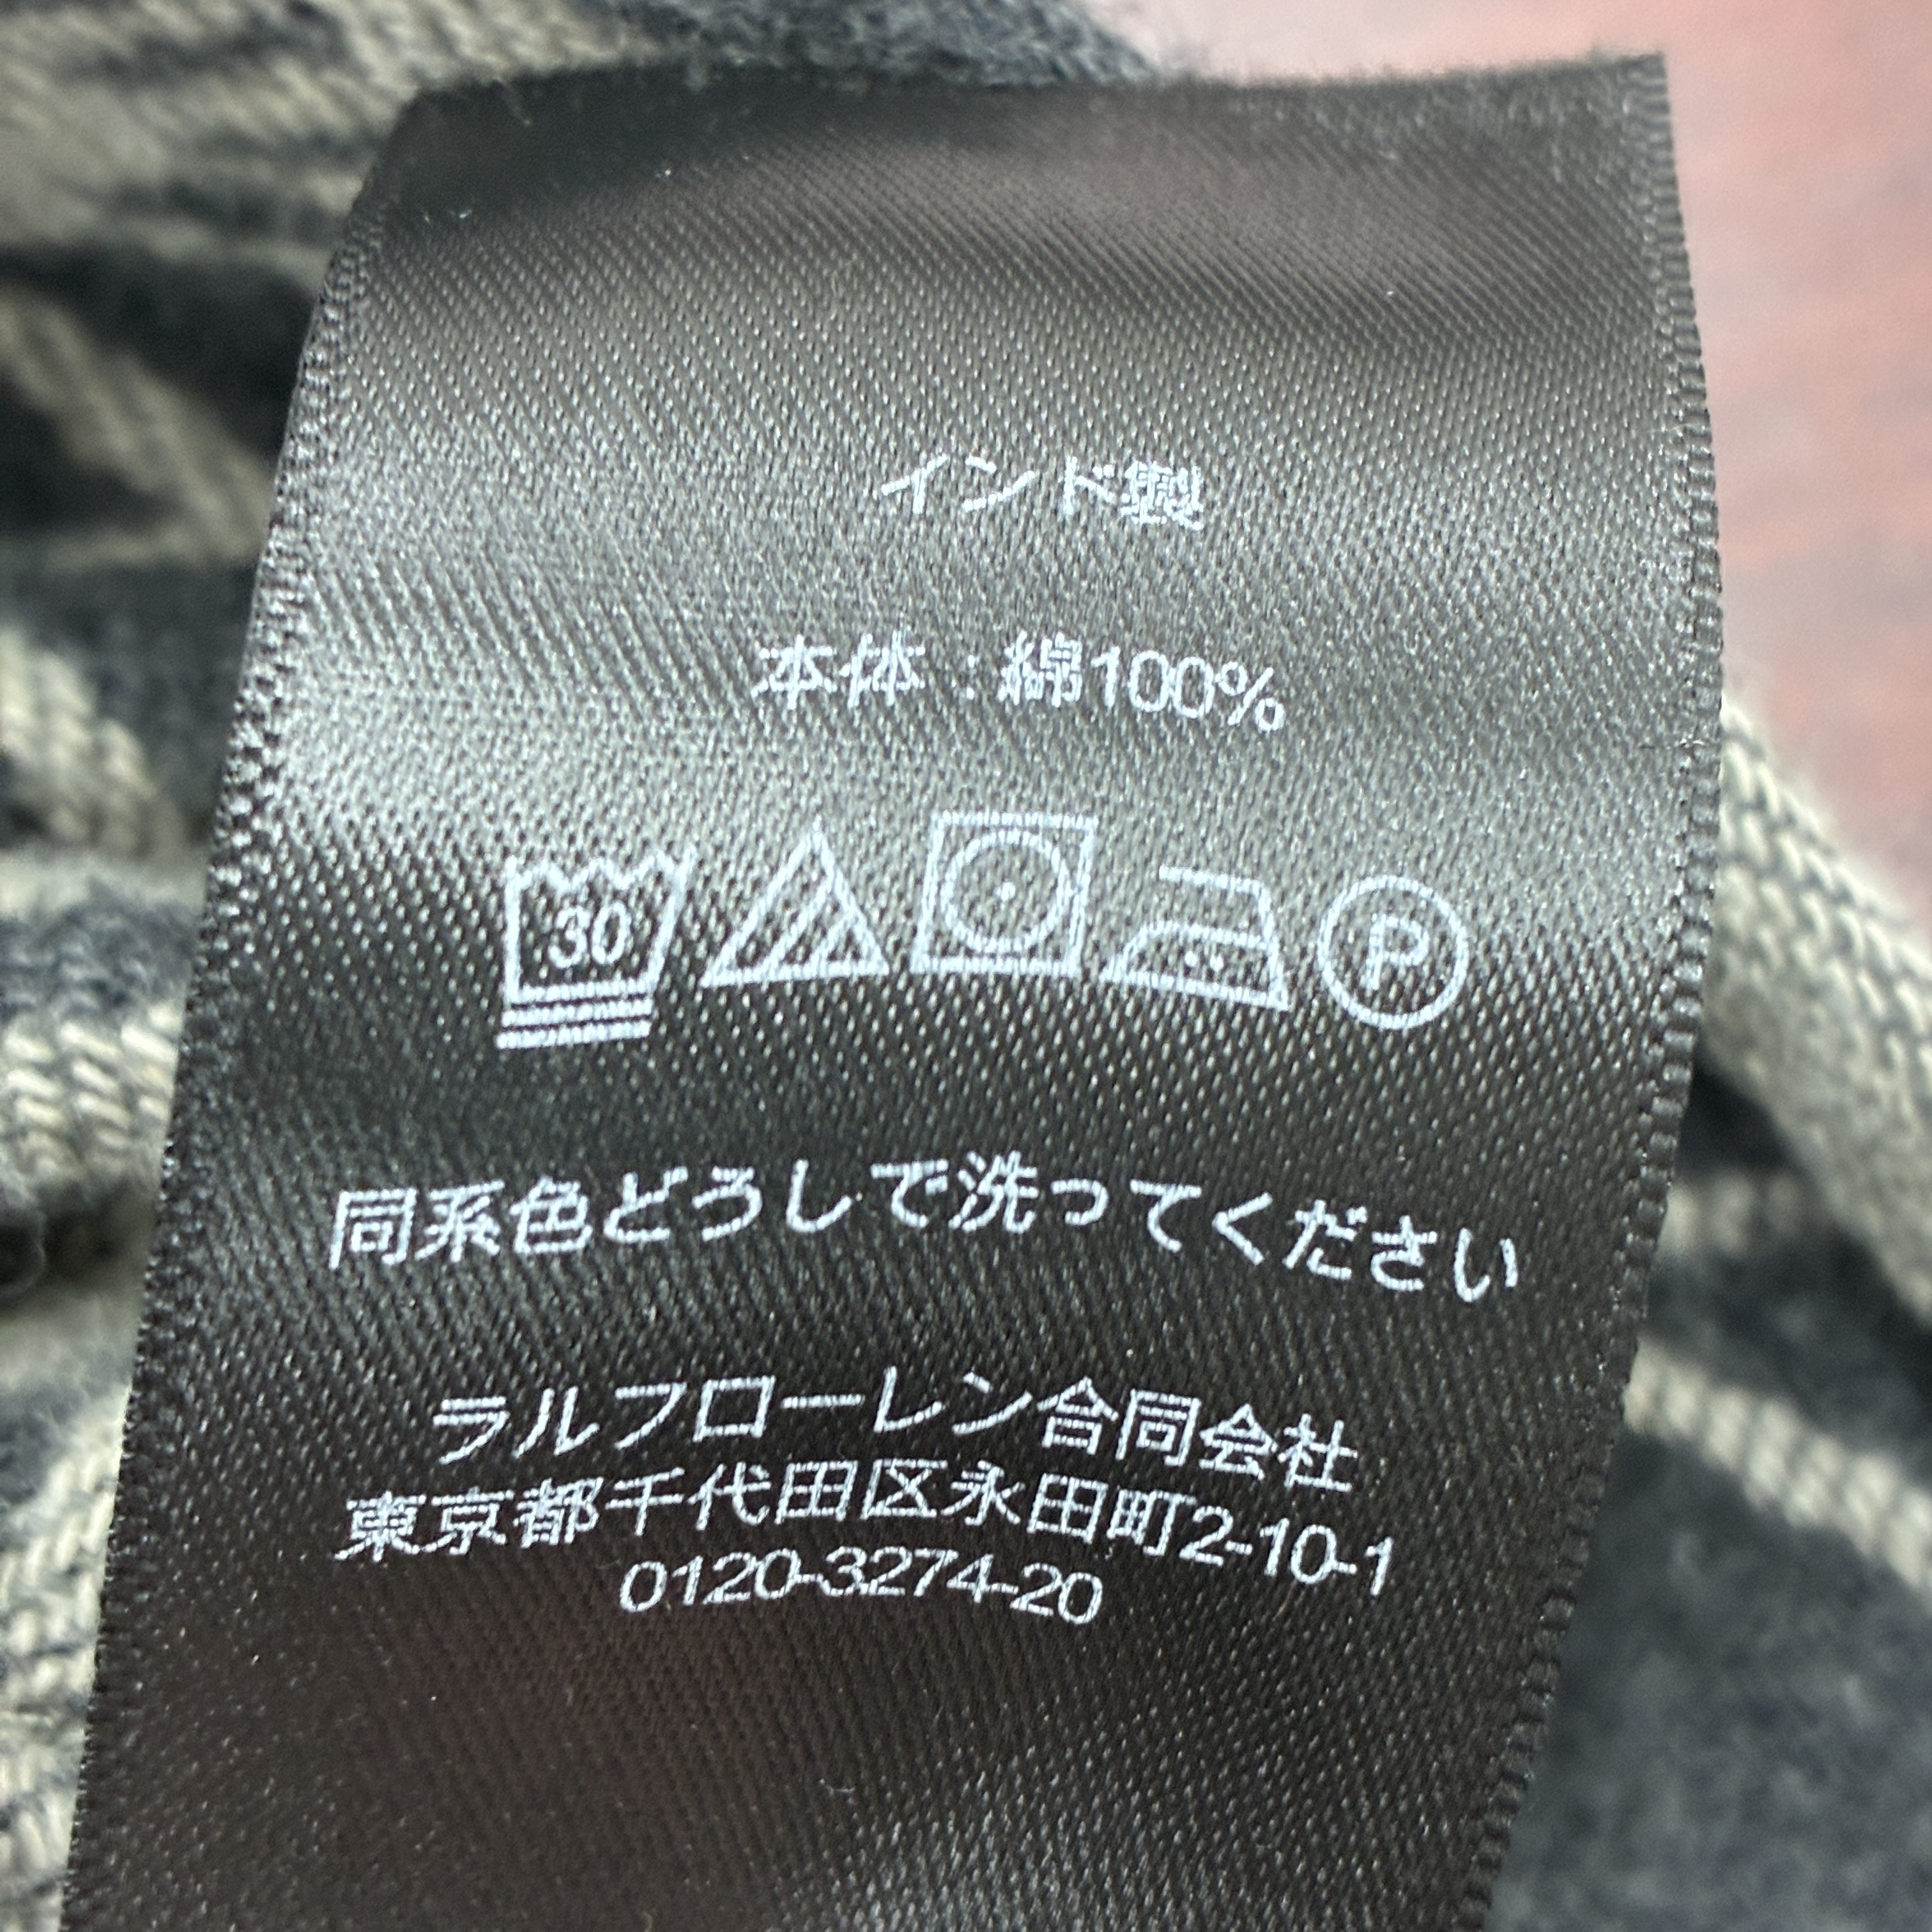 インド製
本体:綿100%
30
P
同系色どうしで洗ってください
ラルフローレン合同会社
東京都千代田区永田町2-10-1
0120-3274-20